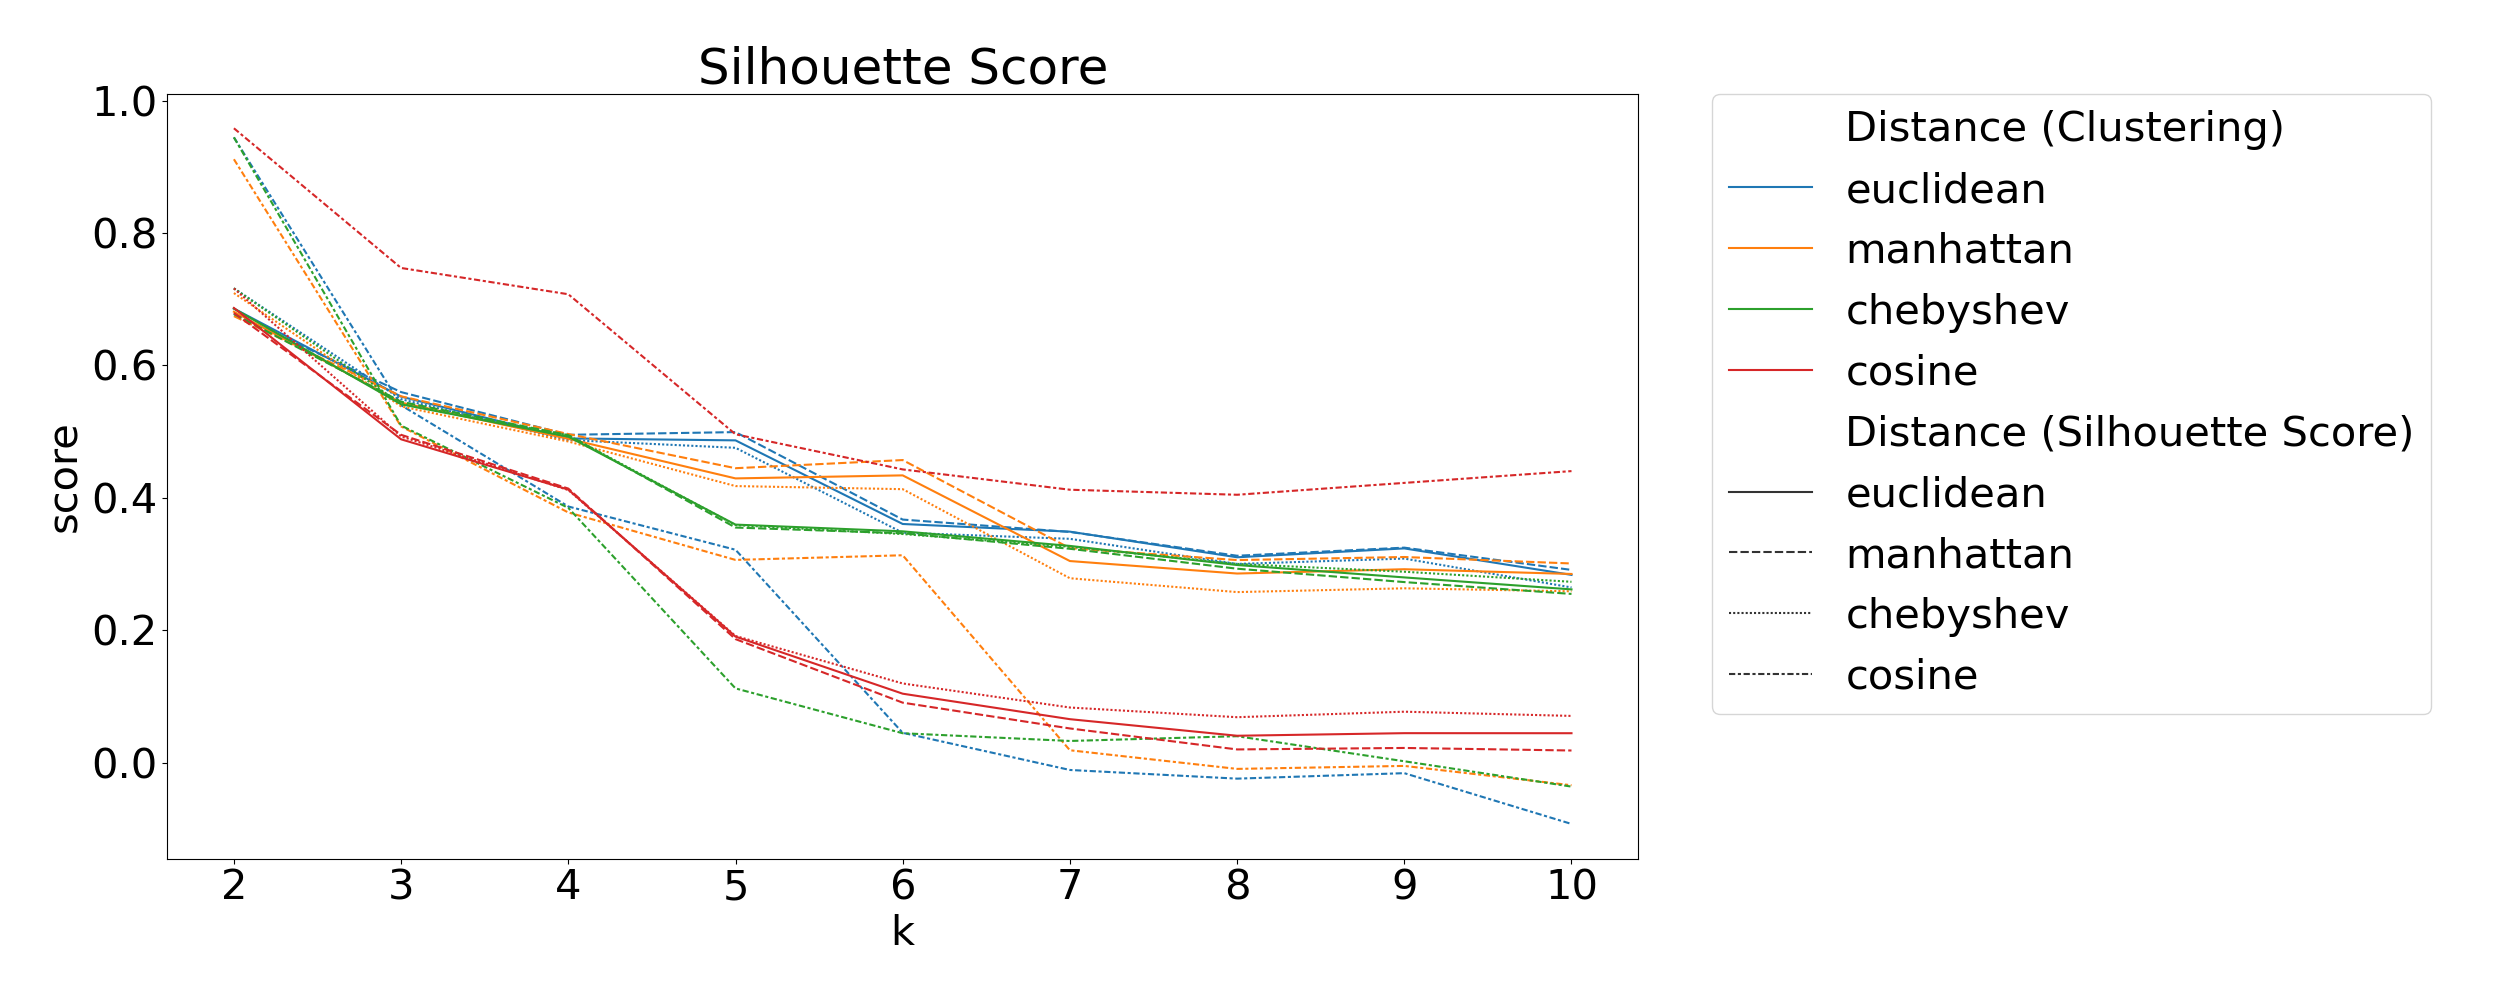 Silhouette Score
1.0
0.8
0.6
0.4
0.2
0.0
score
2 3 4 5 6 7 8 9 10
k
Distance (Clustering)
euclidean
manhattan
chebyshev
cosine
Distance (Silhouette Score)
euclidean
manhattan
chebyshev
cosine